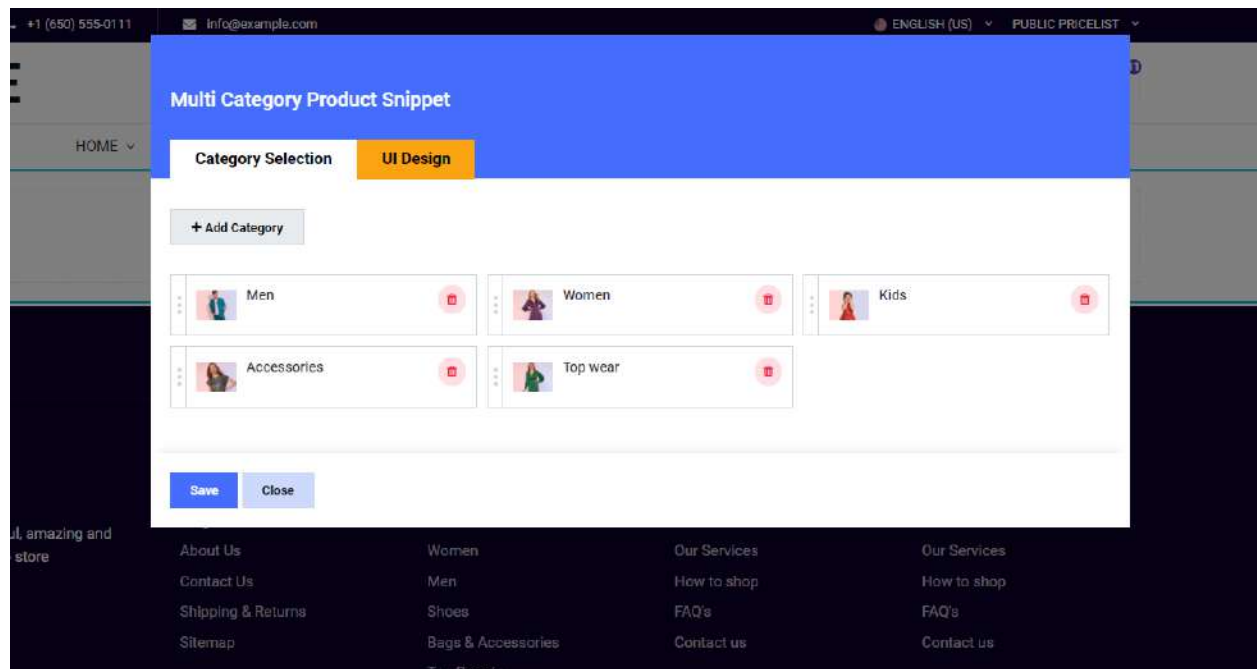 +1 (650) 555-0111 info@example.com ENGLISH (US) PUBLIC PRICELIST
E
HOME
Multi Category Product Snippet
Category Selection UI Design
+ Add Category
Men Women Kids
Accessories Top wear
Save Close
ul, amazing and
store
About Us Women Our Services Our Services
Contact Us Men How to shop How to shop
Shipping & Returns Shoes FAQ's FAQ's
Sitemap Bags & Accessories Contact us Contact us